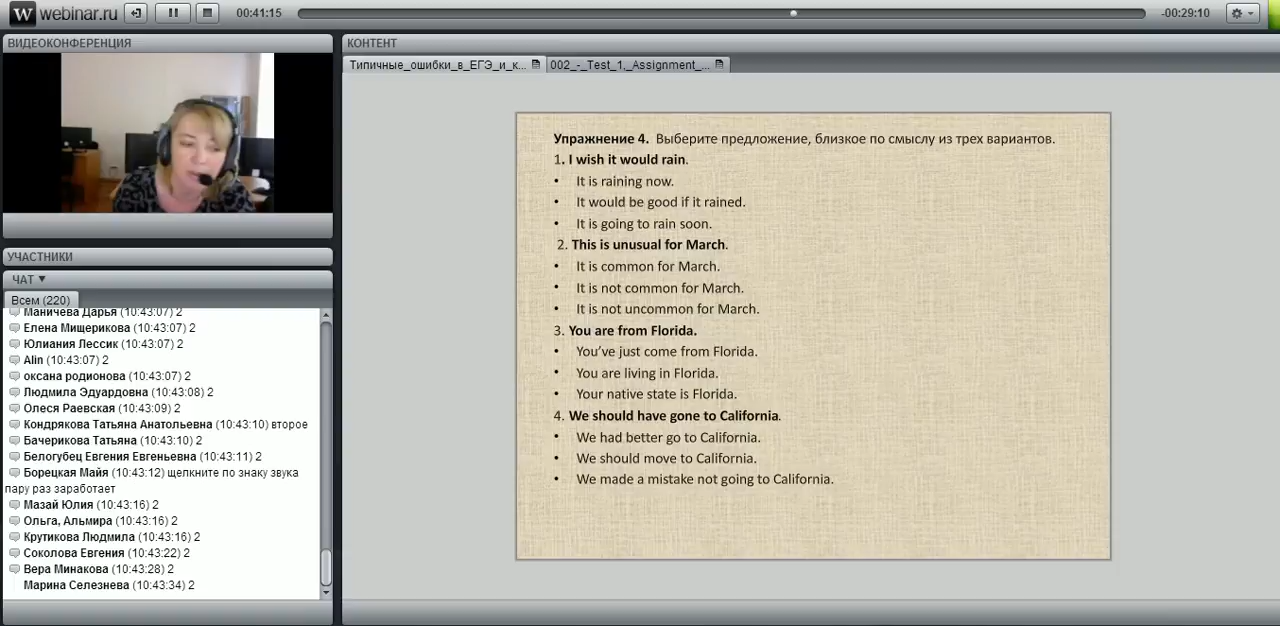 W webinar.ru
00:41:15
-00:29:10
ВИДЕОКОНФЕРЕНЦИЯ
КОНТЕНТ
Типичные_ошибки_в_ЕГЭ_и_к...
002_-_Test_1,_Assignment_...
УЧАСТНИКИ
ЧАТ ▼
Всем (220)
Маничева Дарья (10:43:07) 2
Елена Мищерикова (10:43:07) 2
Юлиания Лессик (10:43:07) 2
Alin (10:43:07) 2
оксана родионова (10:43:07) 2
Людмила Эдуардовна (10:43:08) 2
Олеся Раевская (10:43:09) 2
Кондрякова Татьяна Анатольевна (10:43:10) второе
Бачерикова Татьяна (10:43:10) 2
Белогубец Евгения Евгеньевна (10:43:11) 2
Борецкая Майя (10:43:12) щелкните по знаку звука
пару раз заработает
Мазай Юлия (10:43:16) 2
Ольга, Альмира (10:43:16) 2
Крутикова Людмила (10:43:16) 2
Соколова Евгения (10:43:22) 2
Вера Минакова (10:43:28) 2
Марина Селезнева (10:43:34) 2
Упражнение 4. Выберите предложение, близкое по смыслу из трех вариантов.
1. I wish it would rain.
• It is raining now.
• It would be good if it rained.
• It is going to rain soon.
2. This is unusual for March.
• It is common for March.
• It is not common for March.
• It is not uncommon for March.
3. You are from Florida.
• You’ve just come from Florida.
• You are living in Florida.
• Your native state is Florida.
4. We should have gone to California.
• We had better go to California.
• We should move to California.
• We made a mistake not going to California.